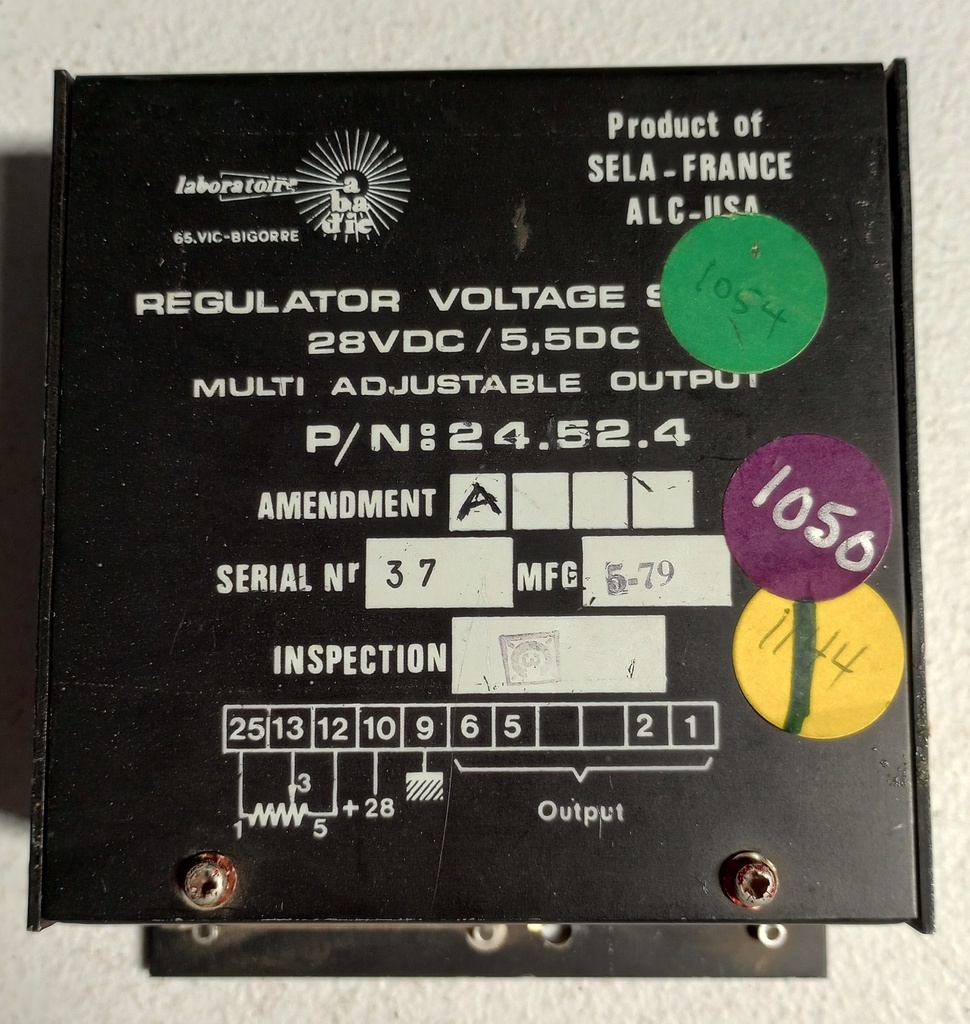 Product of
SELA-FRANCE
ALC-USA
laboratoire
abadie
65.VIC-BIGORRE
REGULATOR VOLTAGE
28VDC/5,5DC
MULTI ADJUSTABLE OUTPUT
P/N:24.52.4
AMENDMENT A
SERIAL Nr 37 MFG 5-79
INSPECTION
25 13 12 10 9 6 5 2 1
3
1 5 +28 Output
1054
1050
1144